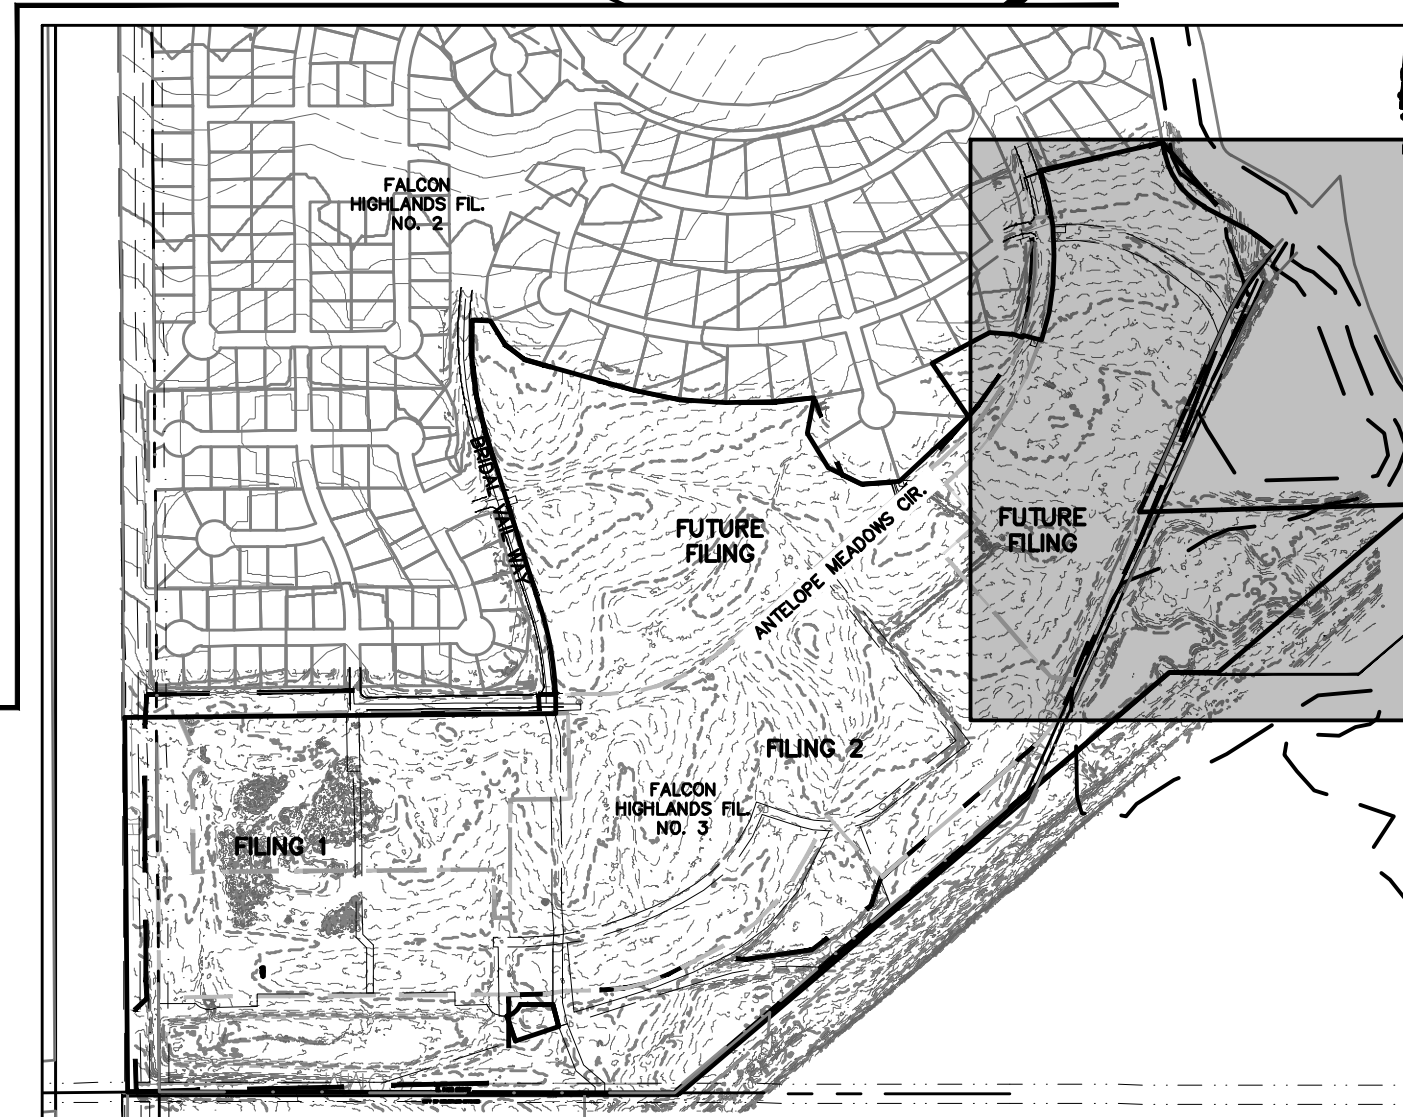 FALCON
HIGHLANDS FIL.
NO. 2
BRIDAL VAIL WAY
FUTURE
FILING
ANTELOPE MEADOWS CIR.
FUTURE
FILING
FILING 2
FALCON
HIGHLANDS FIL.
NO. 3
FILING 1